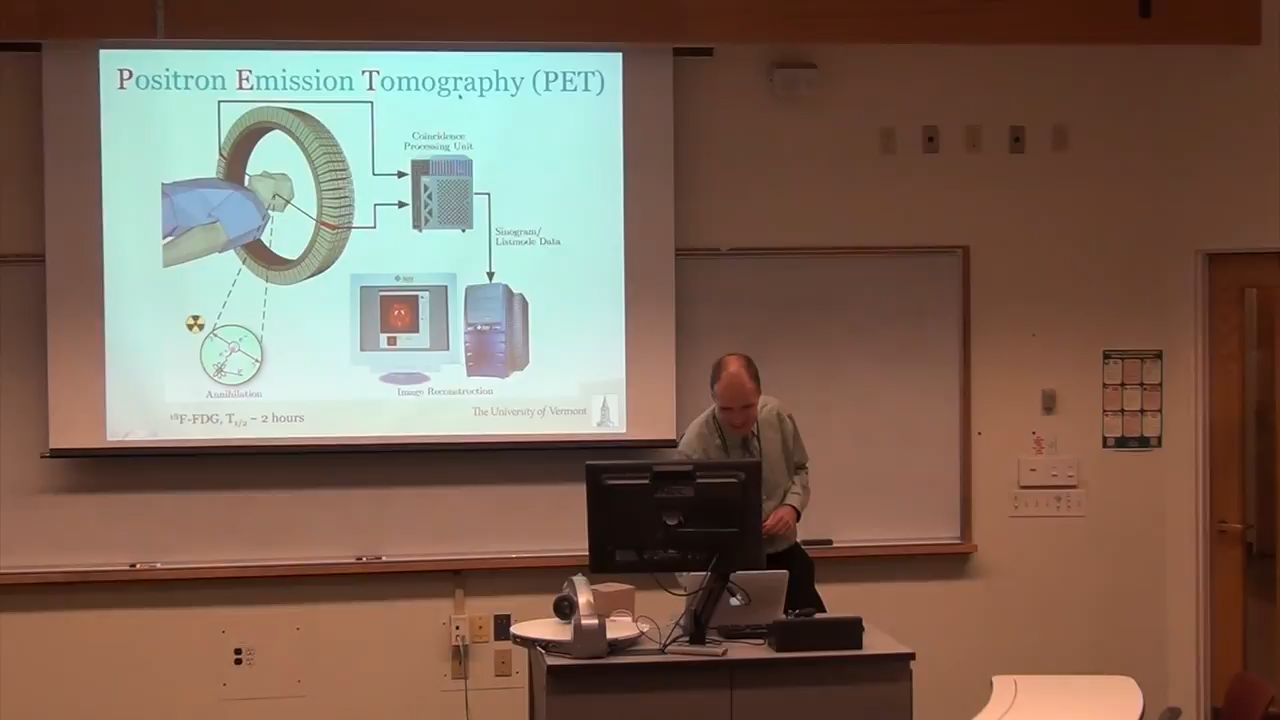 Positron Emission Tomography (PET)
Coincidence
Processing Unit
Sinogram/
Listmode Data
Annihilation
Image Reconstruction
¹⁸F-FDG, T₁/₂ ~ 2 hours
The University of Vermont